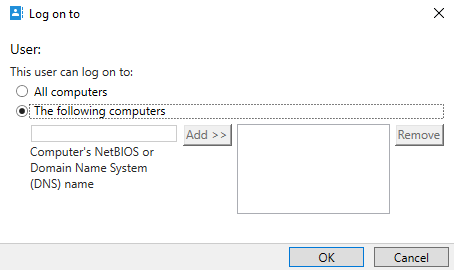 Log on to
User:
This user can log on to:
All computers
The following computers
Add >>
Remove
Computer's NetBIOS or
Domain Name System
(DNS) name
OK
Cancel